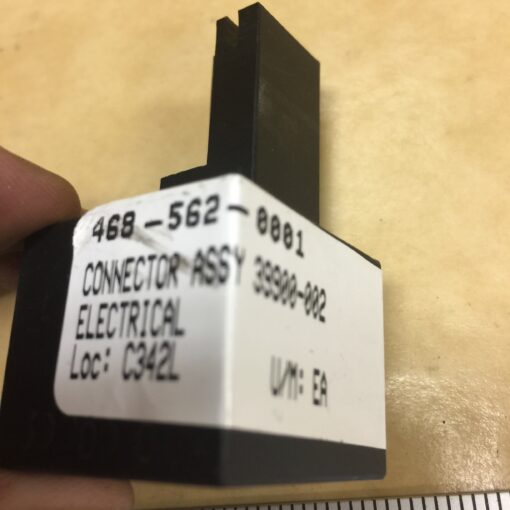 468-562-0001
CONNECTOR ASSY 39900-002
ELECTRICAL
Loc: C342L U/M: EA